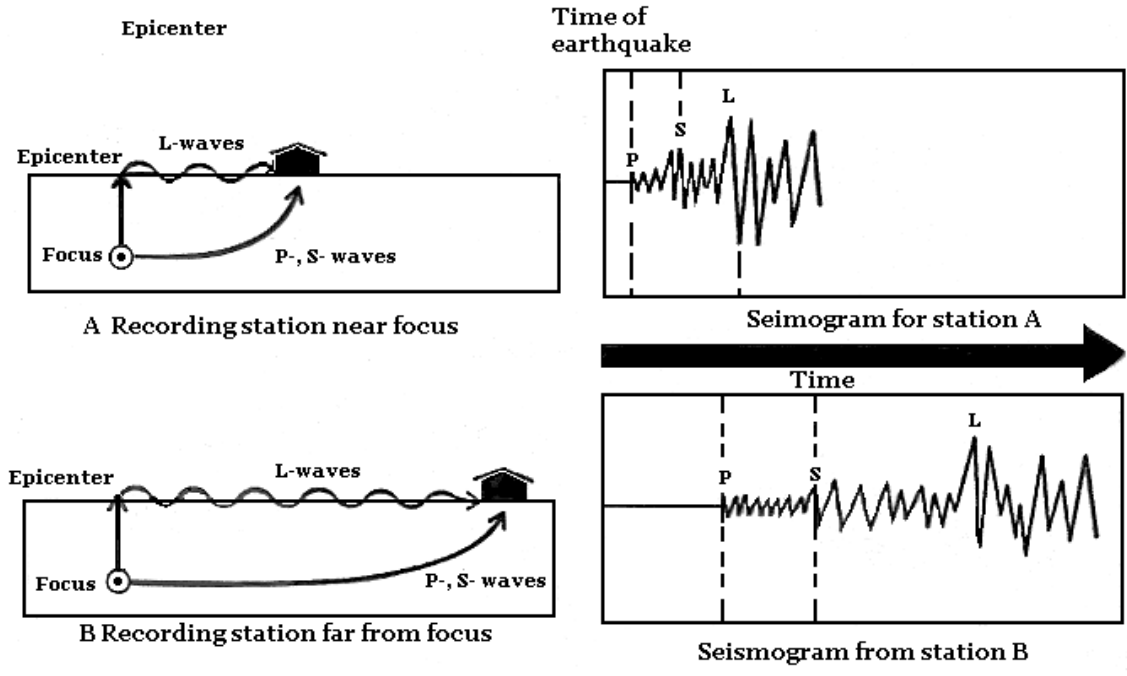 Epicenter
Time of
earthquake
Epicenter
L-waves
Focus
P-, S- waves
A Recording station near focus
P
S
L
Seimogram for station A
Time
Epicenter
L-waves
Focus
P-, S- waves
B Recording station far from focus
P
S
L
Seismogram from station B